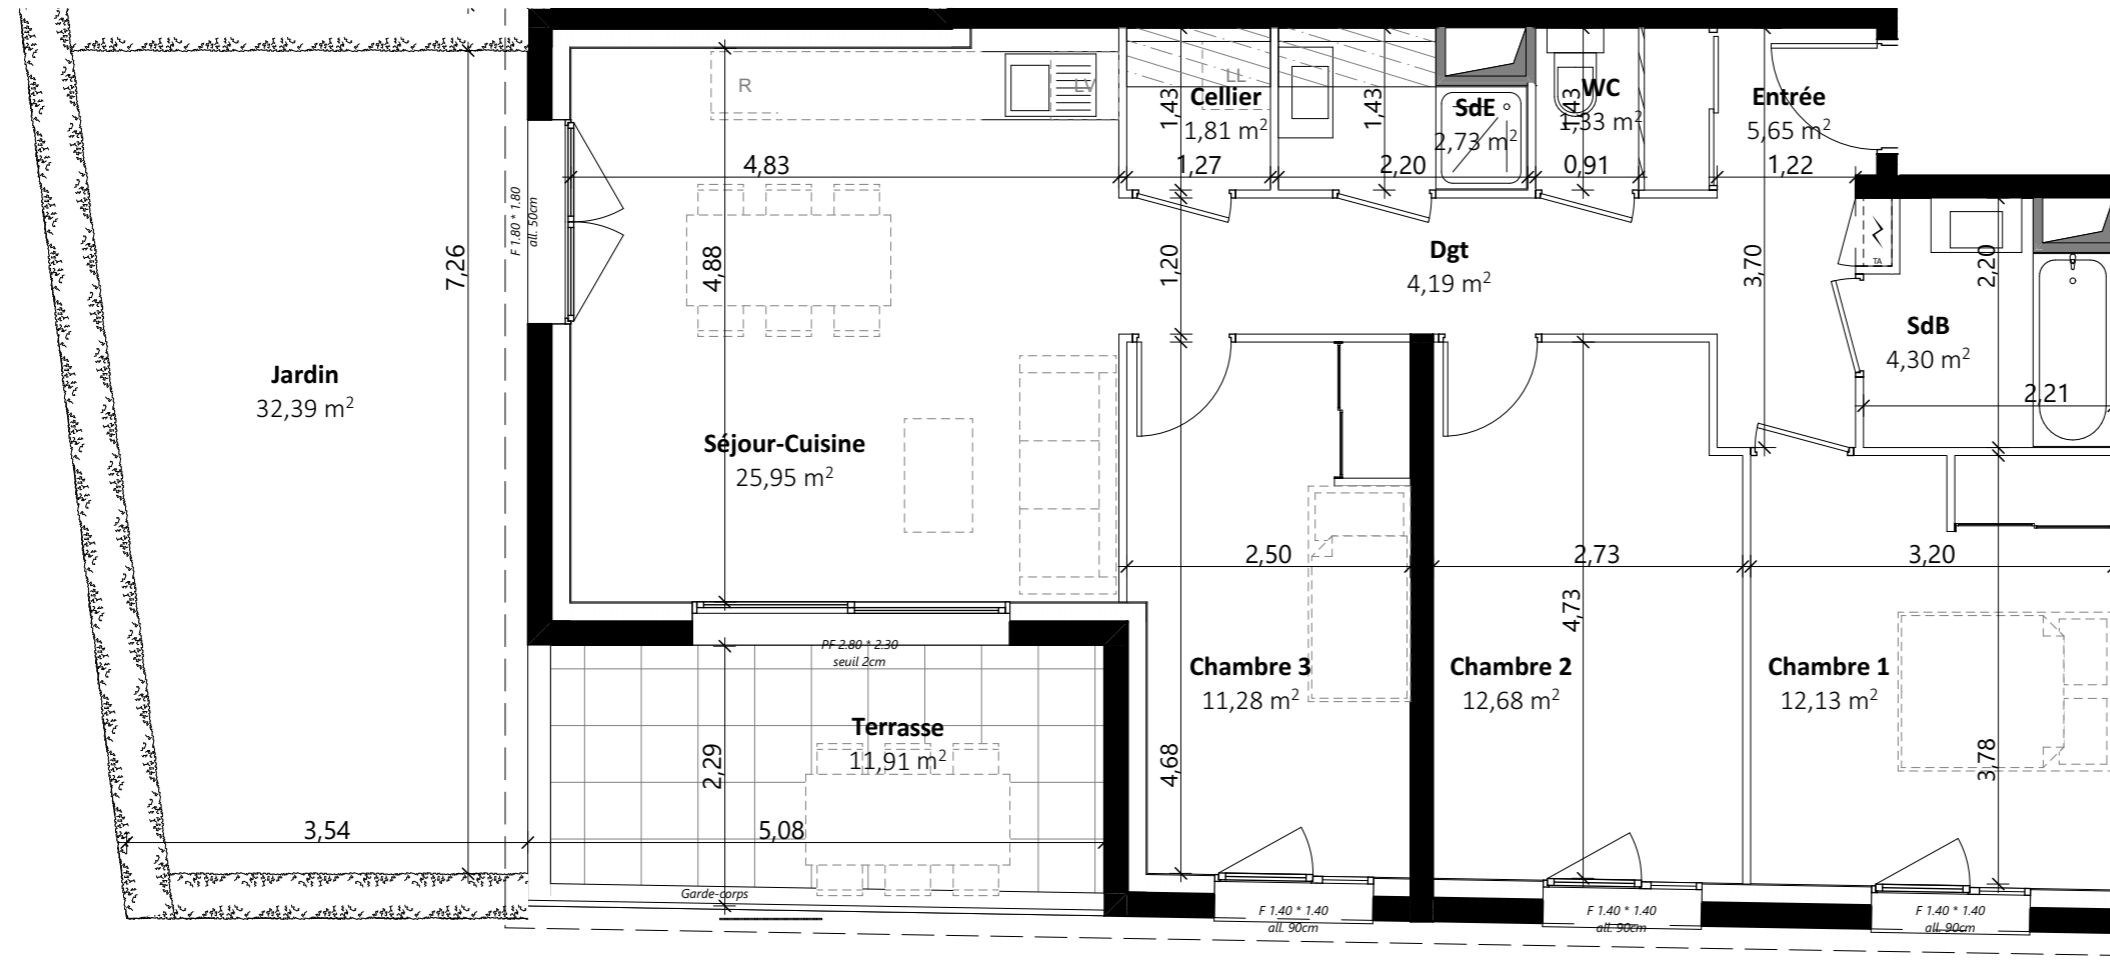 R
LV
LL
Cellier
1,81 m²
1,43
1,27
1,43
SdE
2,73 m²
2,20
WC
1,33 m²
1,43
0,91
Entrée
5,65 m²
1,22
4,83
F 1.80 * 1.80
all. 50cm
7,26
4,88
1,20
Dgt
4,19 m²
3,70
TA
2,20
SdB
4,30 m²
2,21
Jardin
32,39 m²
Séjour-Cuisine
25,95 m²
2,50
2,73
3,20
4,73
PF 2.80 * 2.30
seuil 2cm
Chambre 3
11,28 m²
Chambre 2
12,68 m²
Chambre 1
12,13 m²
Terrasse
11,91 m²
2,29
4,68
3,78
3,54
5,08
Garde-corps
F 1.40 * 1.40
all. 90cm
F 1.40 * 1.40
all. 90cm
F 1.40 * 1.40
all. 90cm